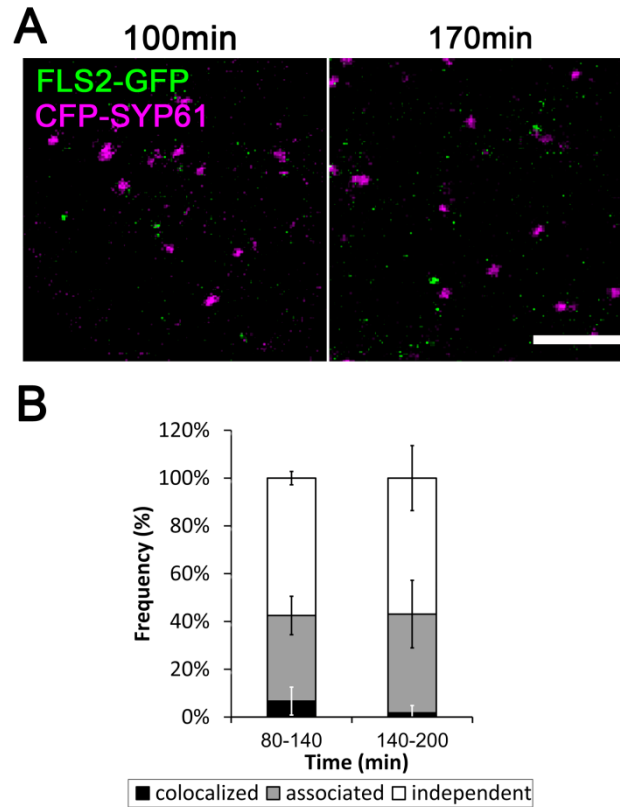 A
100min 170min
FLS2-GFP
CFP-SYP61
B
120%
100%
80%
60%
40%
20%
0%
Frequency (%)
80-140 140-200
Time (min)
colocalized associated independent